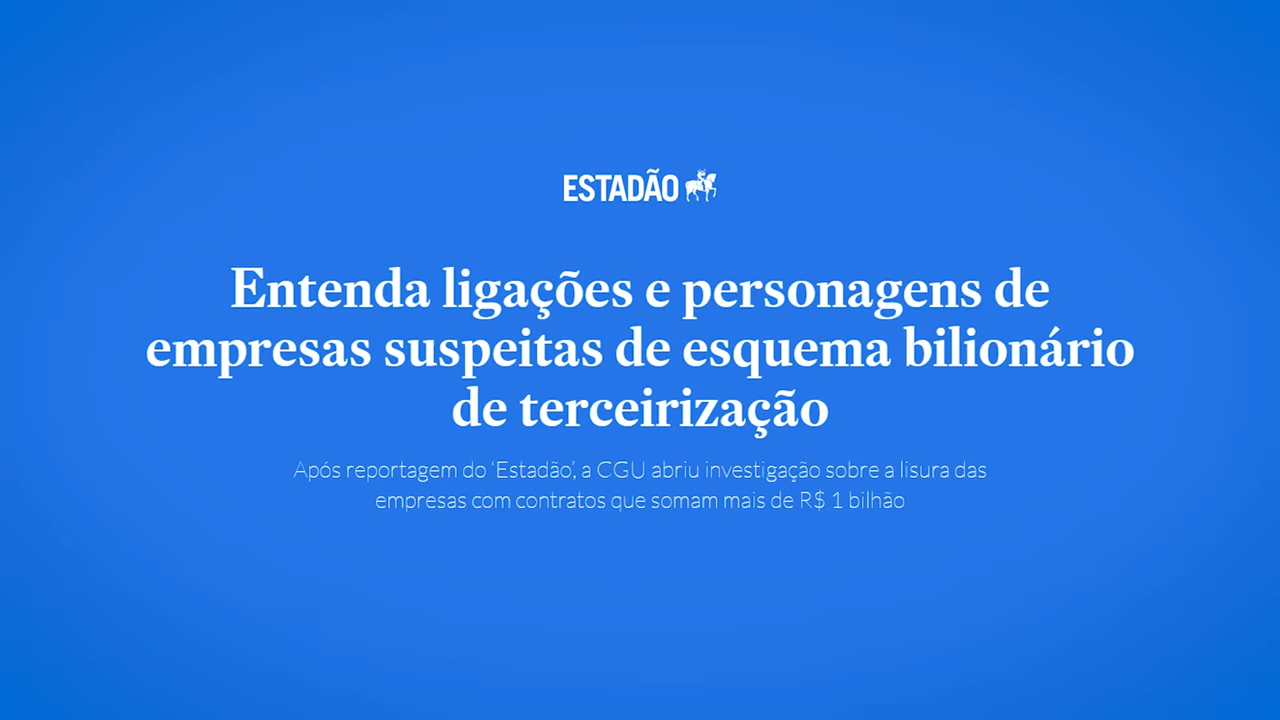 ESTADÃO
Entenda ligações e personagens de
empresas suspeitas de esquema bilionário
de terceirização
Após reportagem do ‘Estadão’, a CGU abriu investigação sobre a lisura das
empresas com contratos que somam mais de R$ 1 bilhão